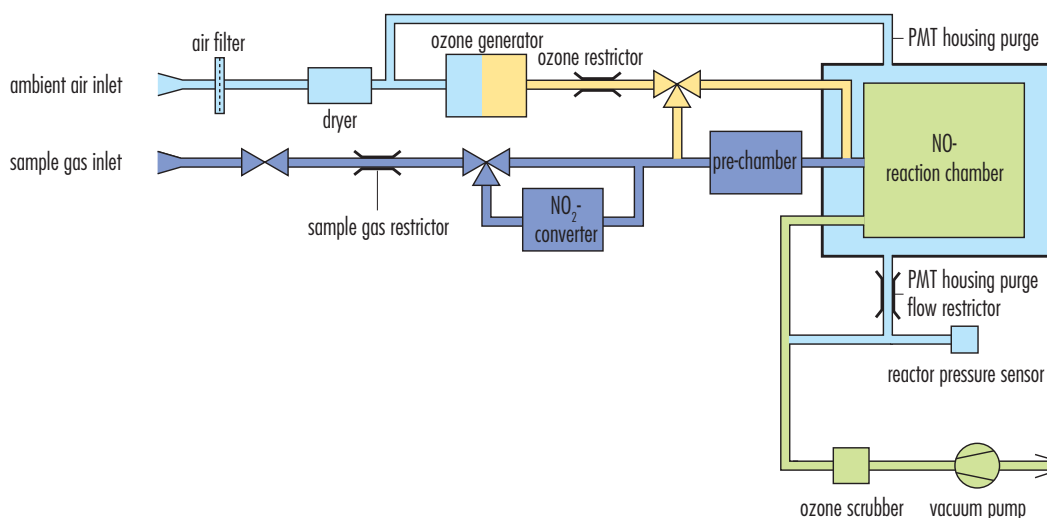 air filter
ozone generator
ozone restrictor
PMT housing purge
ambient air inlet
dryer
sample gas inlet
pre-chamber
NO-
reaction chamber
sample gas restrictor
NO₂-
converter
PMT housing purge
flow restrictor
reactor pressure sensor
ozone scrubber
vacuum pump